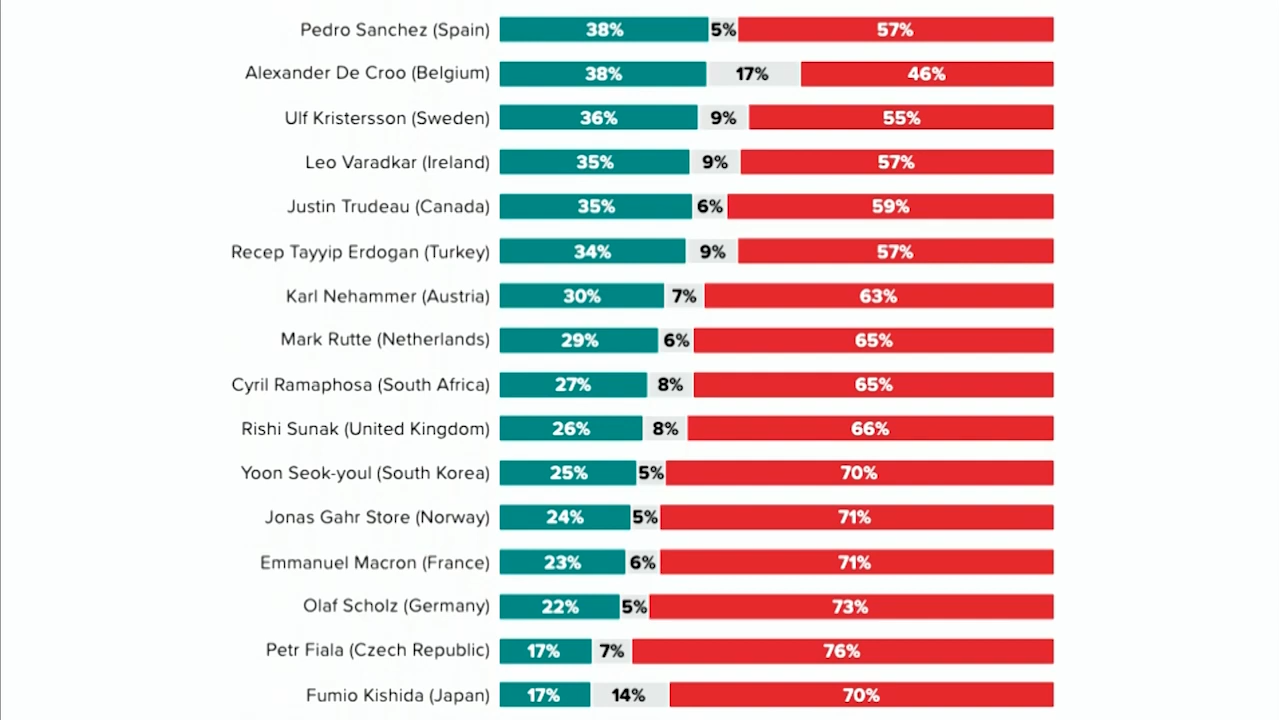 Pedro Sanchez (Spain) 38% 5% 57%
Alexander De Croo (Belgium) 38% 17% 46%
Ulf Kristersson (Sweden) 36% 9% 55%
Leo Varadkar (Ireland) 35% 9% 57%
Justin Trudeau (Canada) 35% 6% 59%
Recep Tayyip Erdogan (Turkey) 34% 9% 57%
Karl Nehammer (Austria) 30% 7% 63%
Mark Rutte (Netherlands) 29% 6% 65%
Cyril Ramaphosa (South Africa) 27% 8% 65%
Rishi Sunak (United Kingdom) 26% 8% 66%
Yoon Seok-youl (South Korea) 25% 5% 70%
Jonas Gahr Store (Norway) 24% 5% 71%
Emmanuel Macron (France) 23% 6% 71%
Olaf Scholz (Germany) 22% 5% 73%
Petr Fiala (Czech Republic) 17% 7% 76%
Fumio Kishida (Japan) 17% 14% 70%